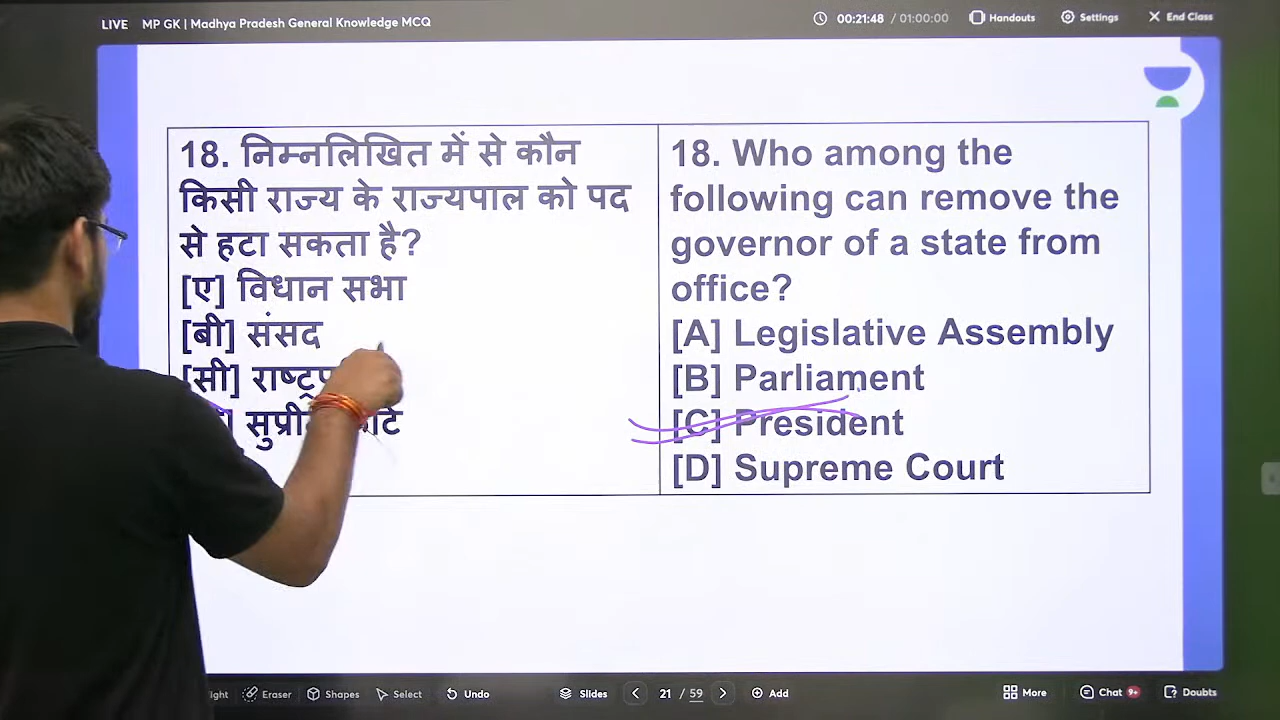 LIVE MP GK | Madhya Pradesh General Knowledge MCQ
00:21:48 / 01:00:00
Handouts
Settings
End Class
18. निम्नलिखित में से कौन
किसी राज्य के राज्यपाल को पद
से हटा सकता है?
[ए] विधान सभा
[बी] संसद
[सी]
18. Who among the
following can remove the
governor of a state from
office?
[A] Legislative Assembly
[B] Parliament
[C] President
[D] Supreme Court
Eraser
Shapes
Select
Undo
Slides
21 / 59
Add
More
Chat 9+
Doubts